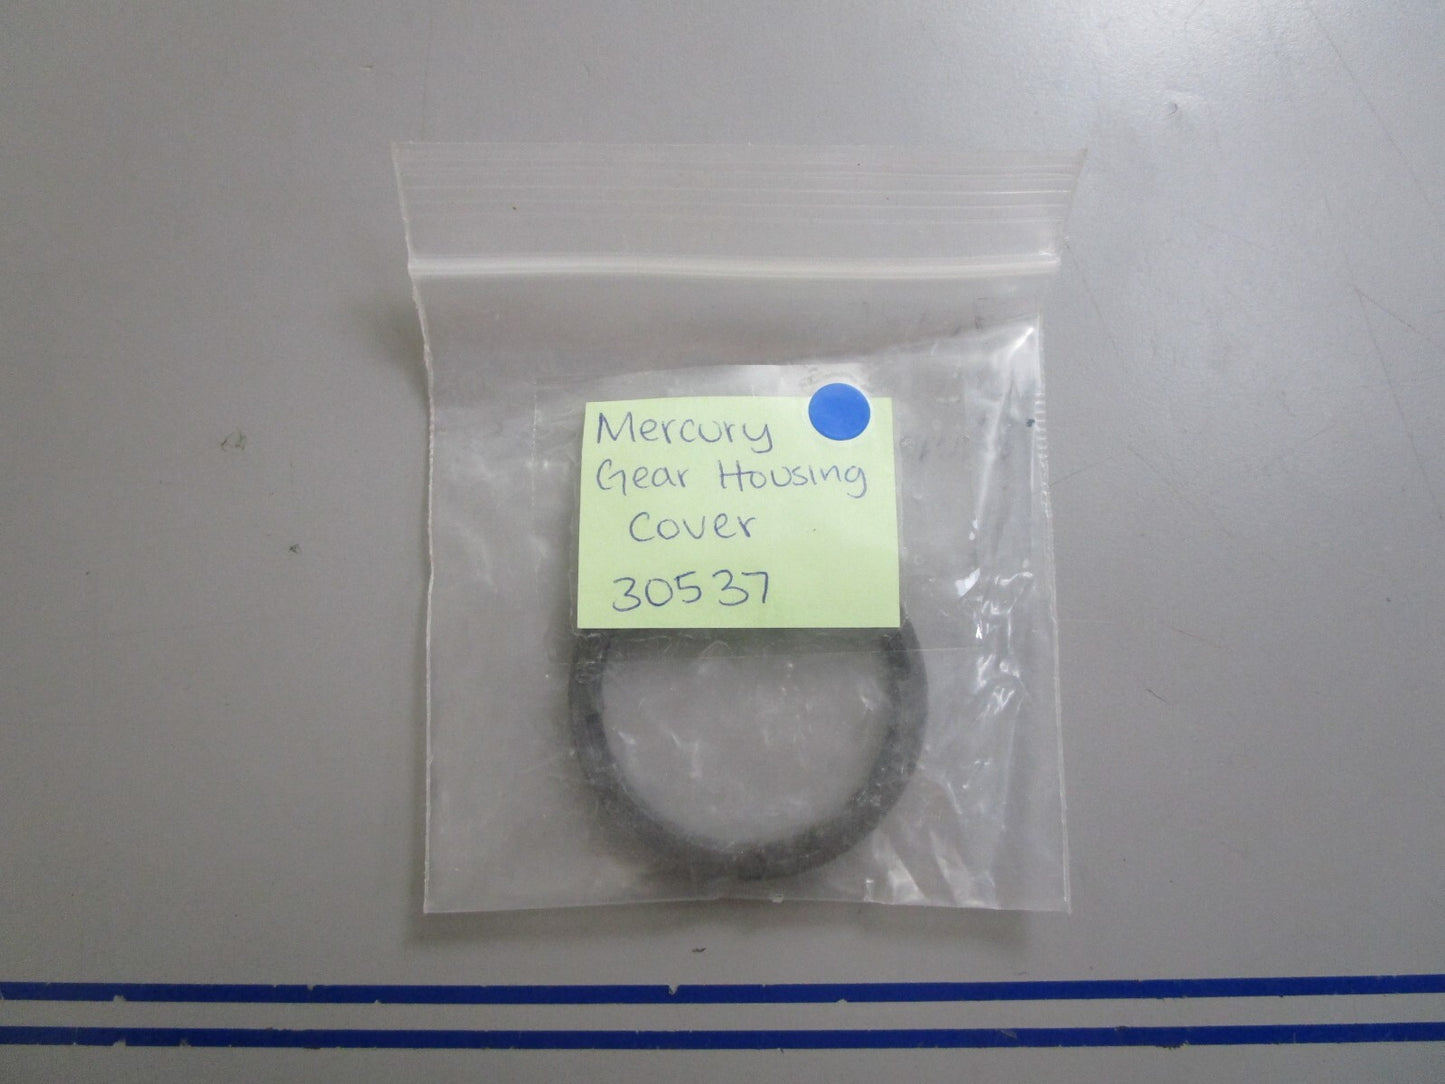 Mercury
Gear Housing
Cover
30537